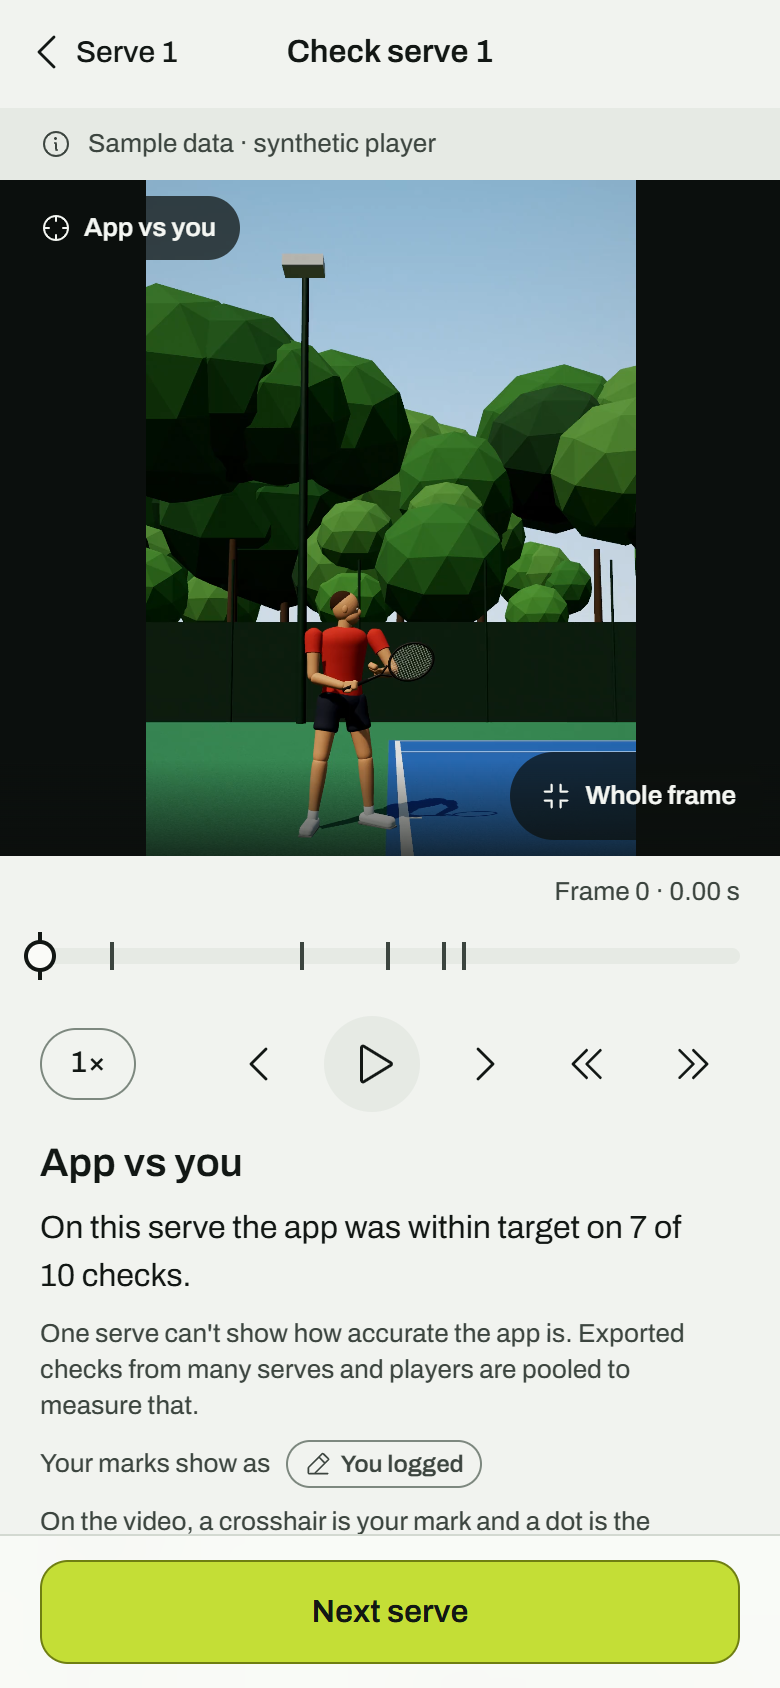 Serve 1
Check serve 1
Sample data · synthetic player
App vs you
Whole frame
Frame 0 · 0.00 s
1×
App vs you
On this serve the app was within target on 7 of
10 checks.
One serve can't show how accurate the app is. Exported
checks from many serves and players are pooled to
measure that.
Your marks show as You logged
On the video, a crosshair is your mark and a dot is the
Next serve